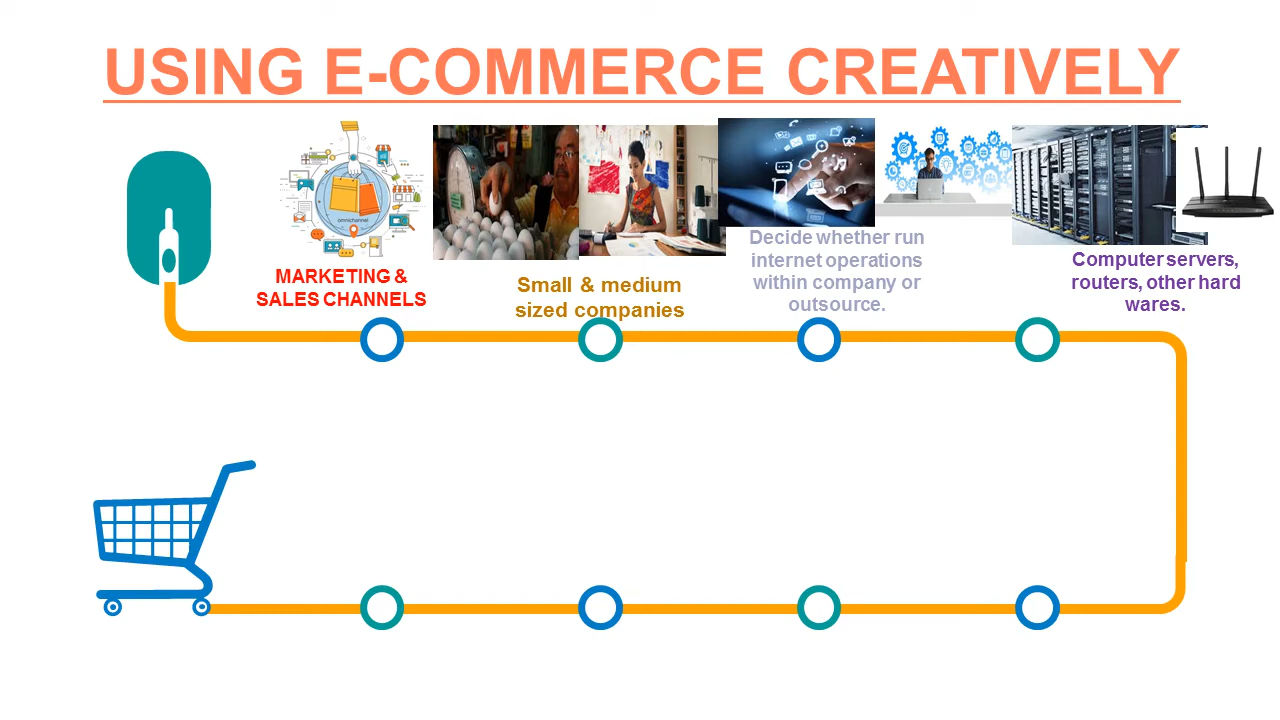 USING E-COMMERCE CREATIVELY
omnichannel
MARKETING &
SALES CHANNELS
Small & medium
sized companies
Decide whether run
internet operations
within company or
outsource.
Computer servers,
routers, other hard
wares.